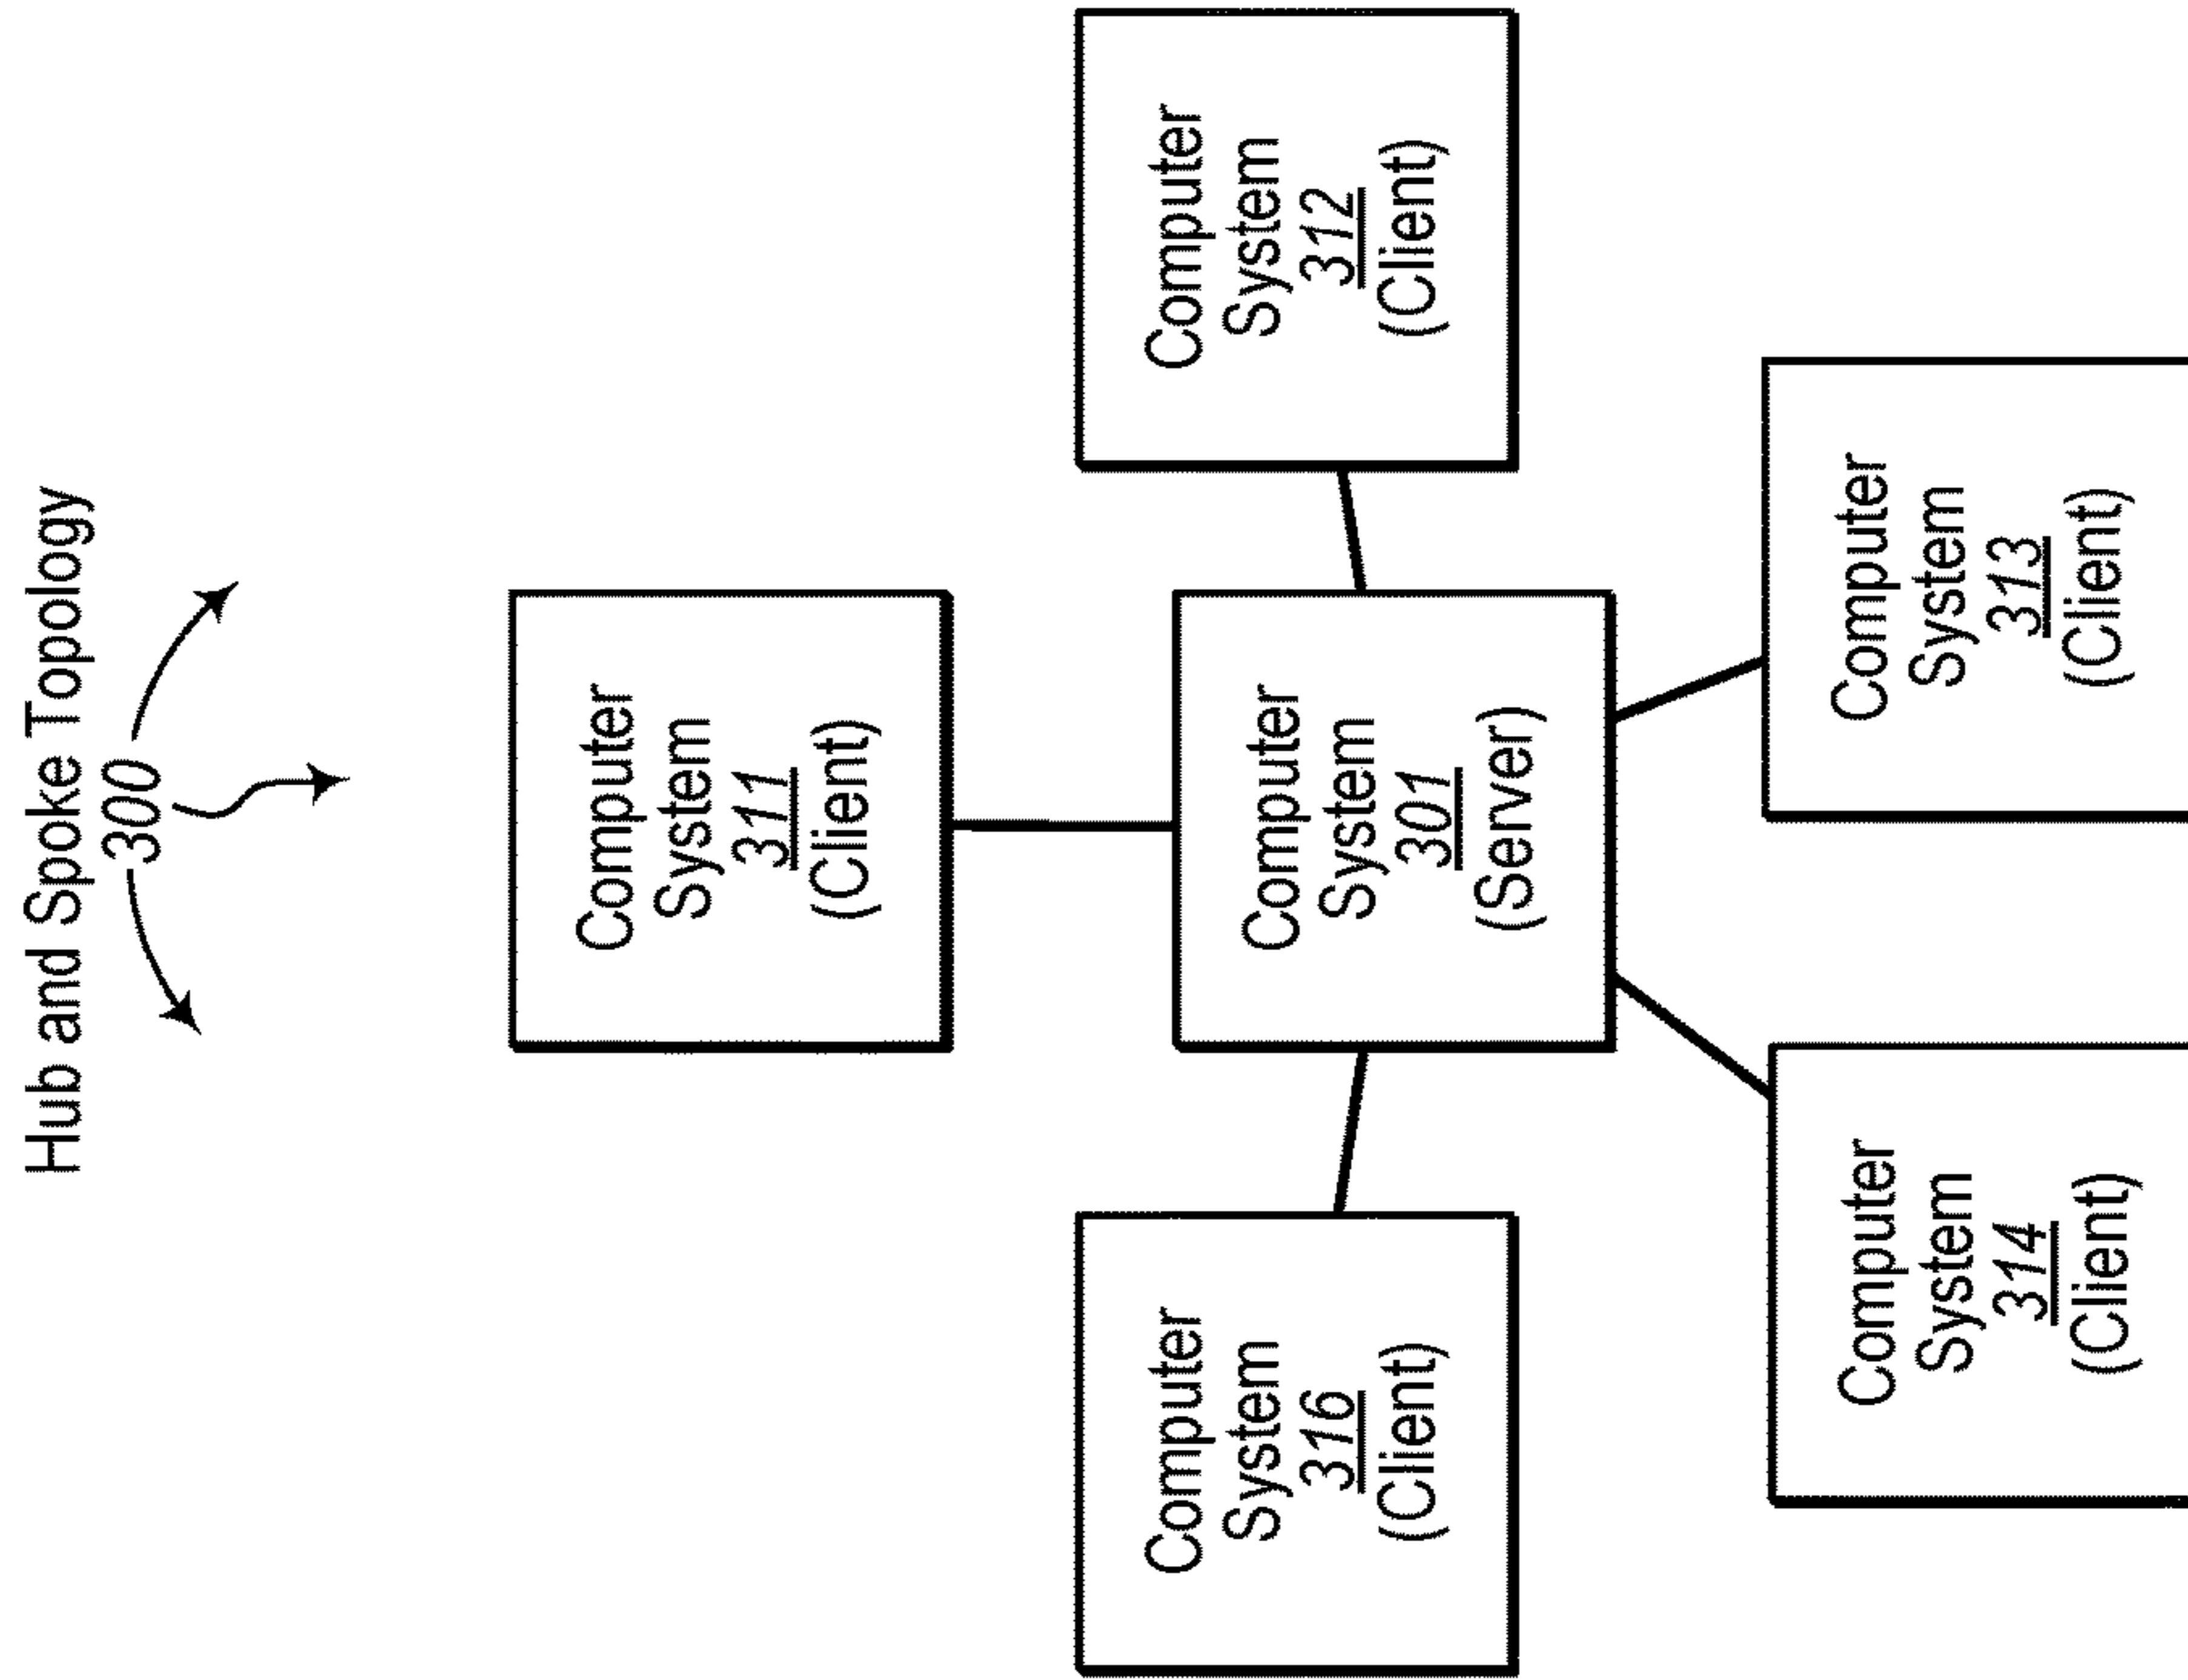 Hub and Spoke Topology
300
Computer
System
311
(Client)
Computer
System
316
(Client)
Computer
System
301
(Server)
Computer
System
312
(Client)
Computer
System
314
(Client)
Computer
System
313
(Client)